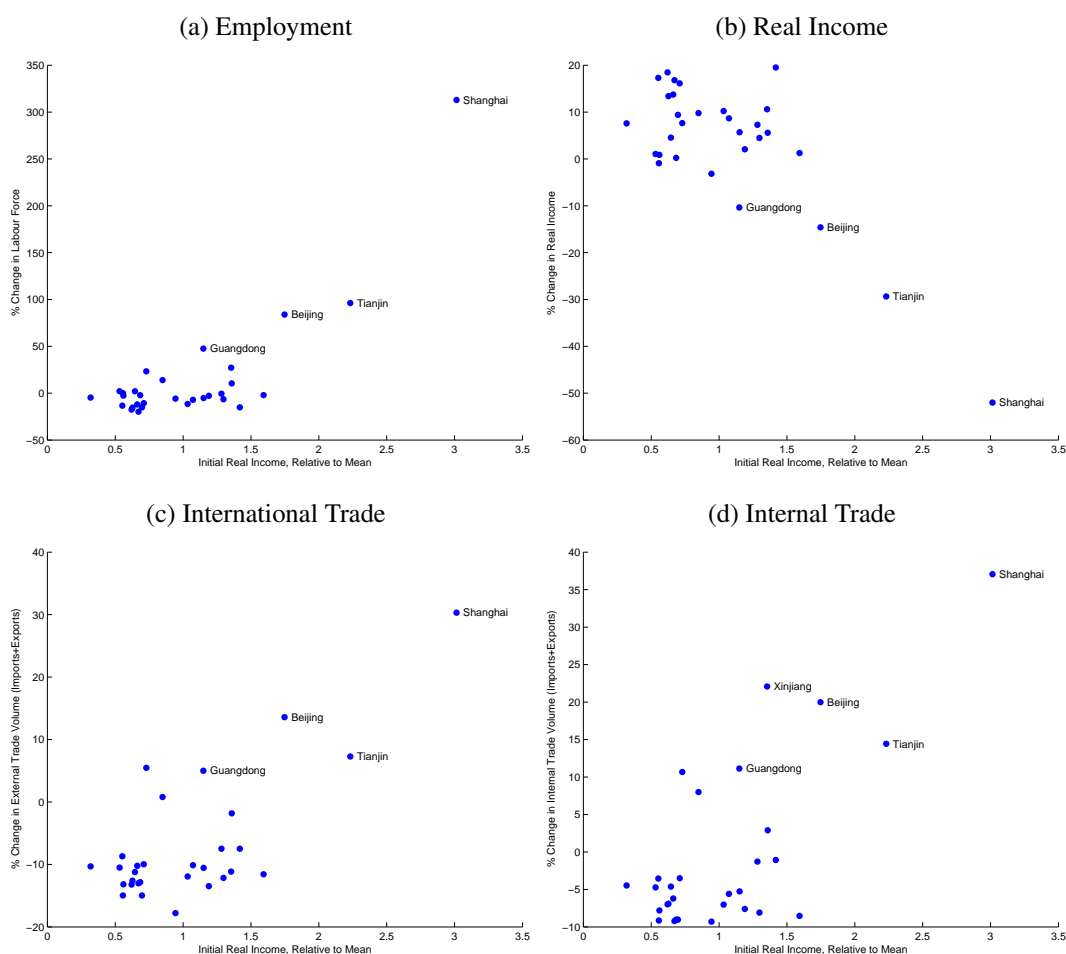 (a) Employment
(b) Real Income
350
300
250
200
150
100
50
0
−50
% Change in Labour Force
Shanghai
Tianjin
Beijing
Guangdong
0 0.5 1 1.5 2 2.5 3 3.5
Initial Real Income, Relative to Mean
20
10
0
−10
−20
−30
−40
−50
−60
% Change in Real Income
Guangdong
Beijing
Tianjin
Shanghai
0 0.5 1 1.5 2 2.5 3 3.5
Initial Real Income, Relative to Mean
(c) International Trade
(d) Internal Trade
40
30
20
10
0
−10
−20
% Change in External Trade Volume (Imports+Exports)
Shanghai
Beijing
Tianjin
Guangdong
0 0.5 1 1.5 2 2.5 3 3.5
Initial Real Income, Relative to Mean
40
35
30
25
20
15
10
5
0
−5
−10
% Change in Internal Trade Volume (Imports+Exports)
Shanghai
Xinjiang
Beijing
Tianjin
Guangdong
0 0.5 1 1.5 2 2.5 3 3.5
Initial Real Income, Relative to Mean